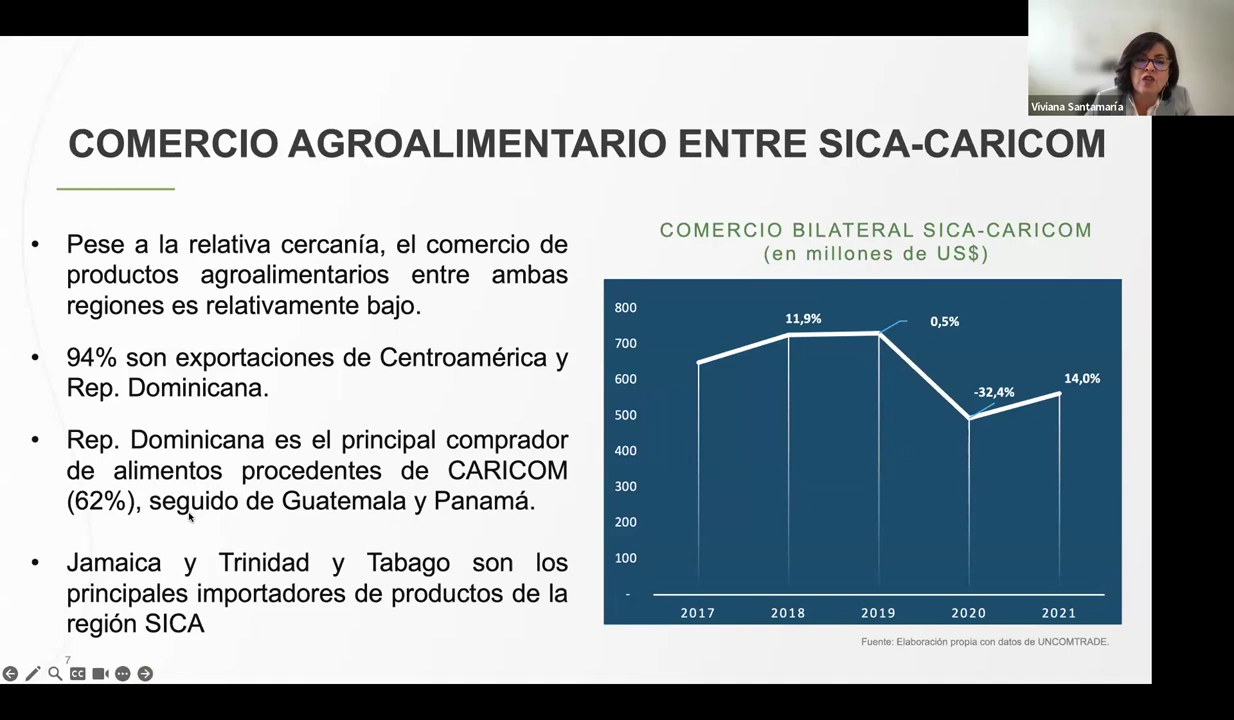 Viviana Santamaría
COMERCIO AGROALIMENTARIO ENTRE SICA-CARICOM
• Pese a la relativa cercanía, el comercio de
productos agroalimentarios entre ambas
regiones es relativamente bajo.
• 94% son exportaciones de Centroamérica y
Rep. Dominicana.
• Rep. Dominicana es el principal comprador
de alimentos procedentes de CARICOM
(62%), seguido de Guatemala y Panamá.
• Jamaica y Trinidad y Tabago son los
principales importadores de productos de la
región SICA
COMERCIO BILATERAL SICA-CARICOM
(en millones de US$)
800
700
600
500
400
300
200
100
-
11,9%
0,5%
-32,4%
14,0%
2017 2018 2019 2020 2021
Fuente: Elaboración propia con datos de UNCOMTRADE.
7
CC